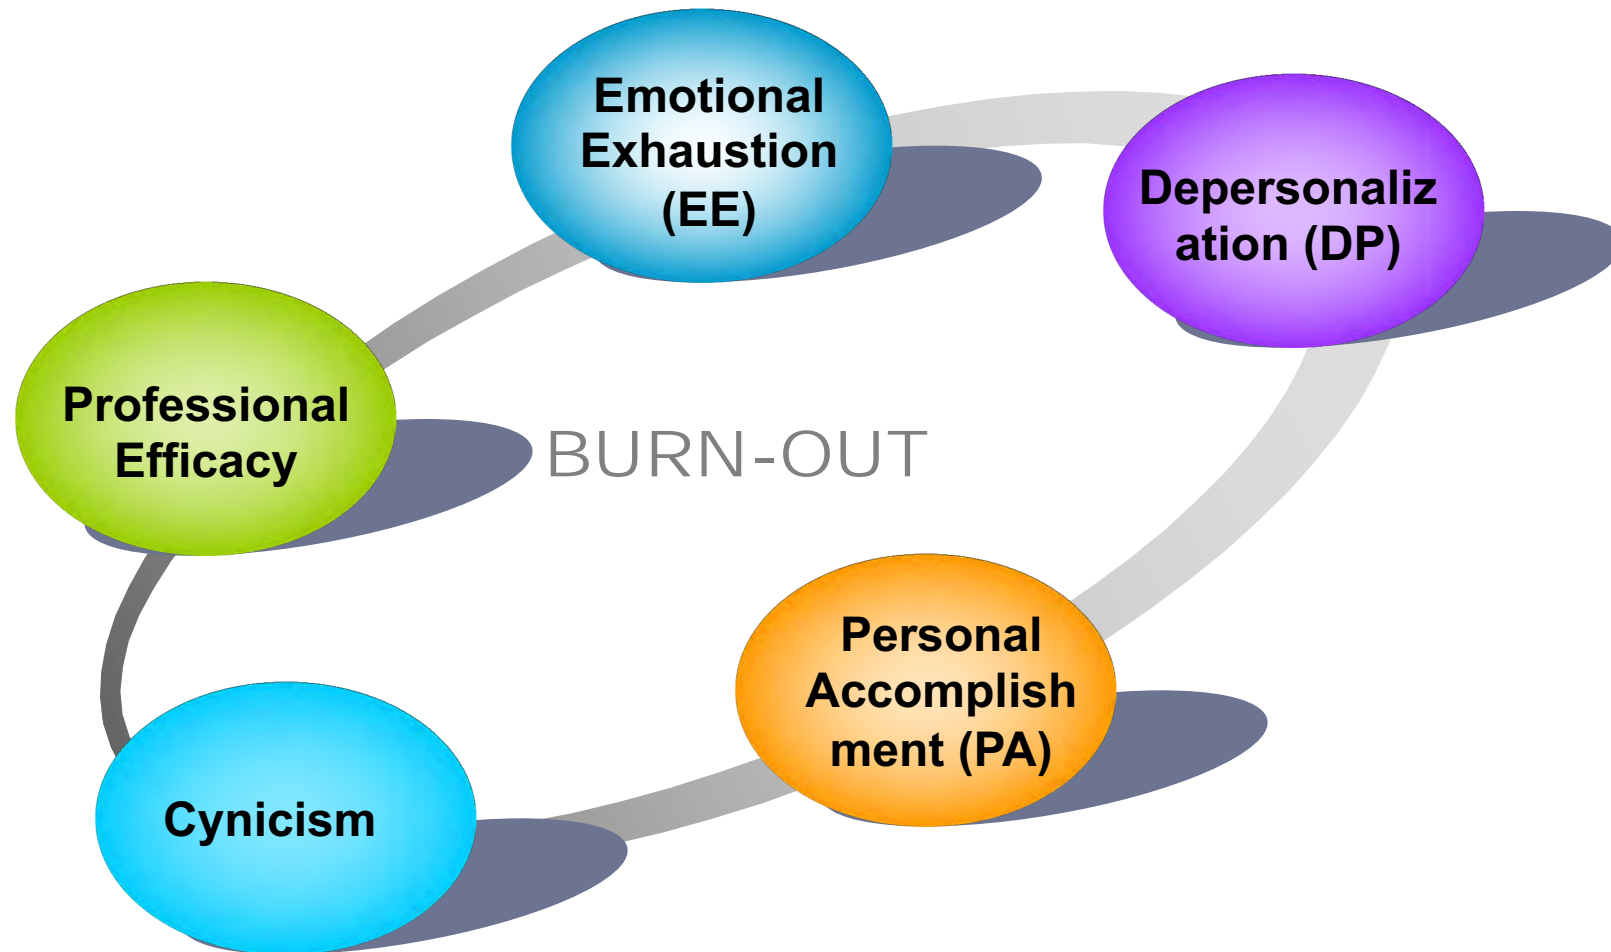 Emotional
Exhaustion
(EE)
Depersonaliz
ation (DP)
Professional
Efficacy
BURN-OUT
Personal
Accomplish
ment (PA)
Cynicism